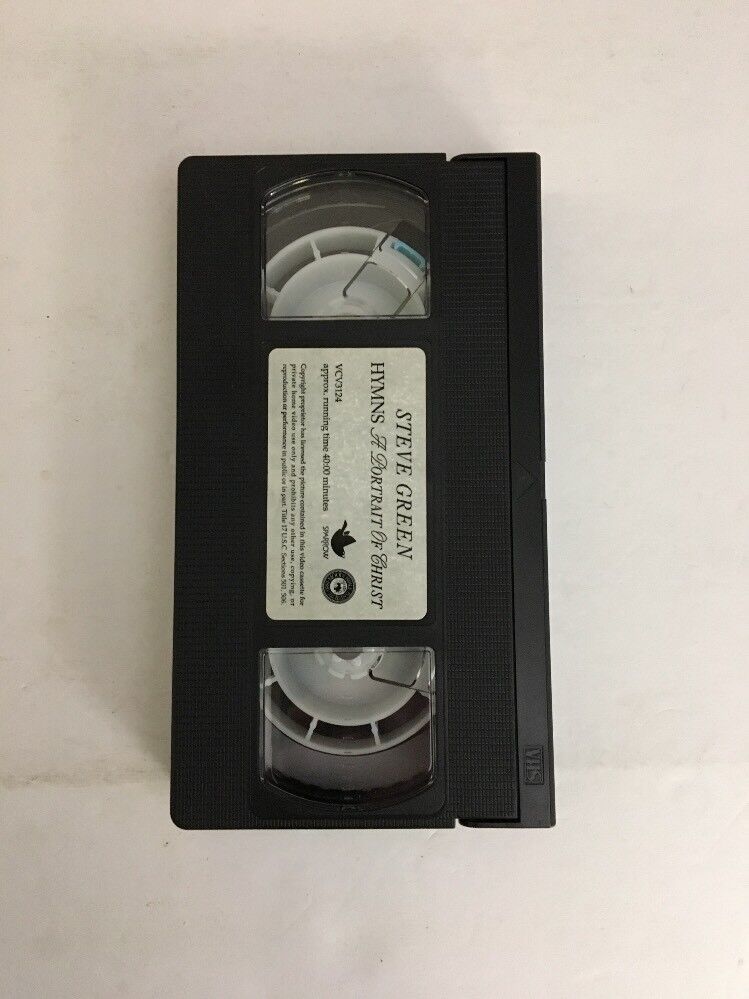 STEVE GREEN
HYMNS A PORTRAIT OF CHRIST
VCV3124
approx. running time 40:00 minutes
SPARROW
Copyright proprietor has licensed the picture contained in this video cassette for
private home video use only and prohibits any other use, copying, or
reproduction or performance in public or in part. Title 17 U.S.C. Sections 501, 506.
VHS